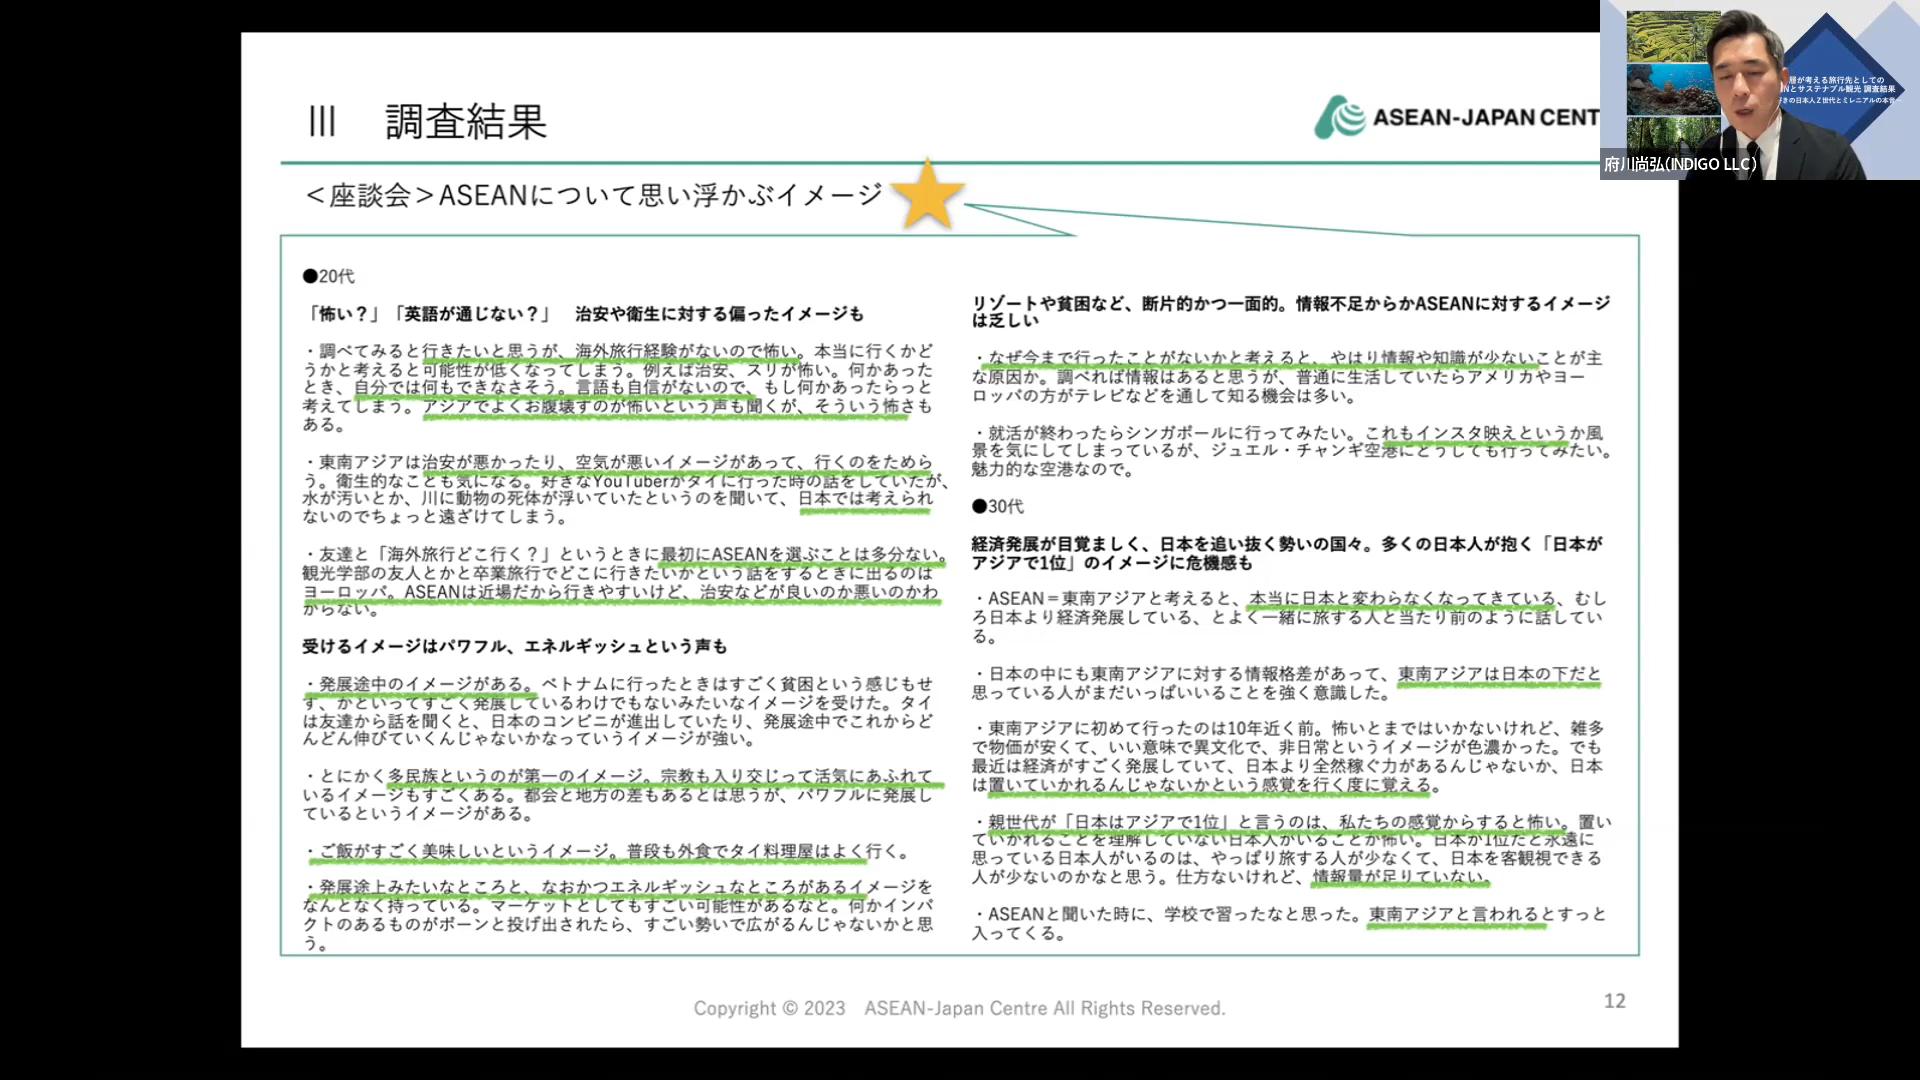 III 調査結果
ASEAN-JAPAN CENT
＜座談会＞ASEANについて思い浮かぶイメージ
●20代
「怖い？」「英語が通じない？」　治安や衛生に対する偏ったイメージも
・調べてみると行きたいと思うが、海外旅行経験がないので怖い。本当に行くかど
うかと考えると可能性が低くなってしまう。例えば治安、スリが怖い。何かあった
とき、自分では何もできなさそう。言語も自信がないので、もし何かあったらっと
考えてしまう。アジアでよくお腹壊すのが怖いという声も聞くが、そういう怖さも
ある。
・東南アジアは治安が悪かったり、空気が悪いイメージがあって、行くのをためら
う。衛生的なことも気になる。好きなYouTuberがタイに行った時の話をしていたが、
水が汚いとか、川に動物の死体が浮いていたというのを聞いて、日本では考えられ
ないのでちょっと遠ざけてしまう。
・友達と「海外旅行どこ行く？」というときに最初にASEANを選ぶことは多分ない。
観光学部の友人とかと卒業旅行でどこに行きたいかという話をするときに出るのは
ヨーロッパ。ASEANは近場だから行きやすいけど、治安などが良いのか悪いのかわ
からない。
受けるイメージはパワフル、エネルギッシュという声も
・発展途中のイメージがある。ベトナムに行ったときはすごく貧困という感じもせ
ず、かといってすごく発展しているわけでもないみたいなイメージを受けた。タイ
は友達から話を聞くと、日本のコンビニが進出していたり、発展途中でこれからど
んどん伸びていくんじゃないかなっていうイメージが強い。
・とにかく多民族というのが第一のイメージ。宗教も入り交じって活気にあふれて
いるイメージもすごくある。都会と地方の差もあるとは思うが、パワフルに発展し
ているというイメージがある。
・ご飯がすごく美味しいというイメージ。普段も外食でタイ料理屋はよく行く。
・発展途上みたいなところと、なおかつエネルギッシュなところがあるイメージを
なんとなく持っている。マーケットとしてもすごい可能性があるなと。何かインパ
クトのあるものがボーンと投げ出されたら、すごい勢いで広がるんじゃないかと思
う。
リゾートや貧困など、断片的かつ一面的。情報不足からかASEANに対するイメージ
は乏しい
・なぜ今まで行ったことがないかと考えると、やはり情報や知識が少ないことが主
な原因か。調べれば情報はあると思うが、普通に生活していたらアメリカやヨー
ロッパの方がテレビなどを通して知る機会は多い。
・就活が終わったらシンガポールに行ってみたい。これもインスタ映えというか風
景を気にしてしまっているが、ジュエル・チャンギ空港にどうしても行ってみたい。
魅力的な空港なので。
●30代
経済発展が目覚ましく、日本を追い抜く勢いの国々。多くの日本人が抱く「日本が
アジアで1位」のイメージに危機感も
・ASEAN＝東南アジアと考えると、本当に日本と変わらなくなってきている、むし
ろ日本より経済発展している、とよく一緒に旅する人と当たり前のように話してい
る。
・日本の中にも東南アジアに対する情報格差があって、東南アジアは日本の下だと
思っている人がまだいっぱいいることを強く意識した。
・東南アジアに初めて行ったのは10年近く前。怖いとまではいかないけれど、雑多
で物価が安くて、いい意味で異文化で、非日常というイメージが色濃かった。でも
最近は経済がすごく発展していて、日本より全然稼ぐ力があるんじゃないか、日本
は置いていかれるんじゃないかという感覚を行く度に覚える。
・親世代が「日本はアジアで1位」と言うのは、私たちの感覚からすると怖い。置い
ていかれることを理解していない日本人がいることが怖い。日本が1位だと永遠に
思っている日本人がいるのは、やっぱり旅する人が少なくて、日本を客観視できる
人が少ないのかなと思う。仕方ないけれど、情報量が足りていない。
・ASEANと聞いた時に、学校で習ったなと思った。東南アジアと言われるとすっと
入ってくる。
Copyright © 2023　ASEAN-Japan Centre All Rights Reserved.
12
層が考える旅行先としての
Nとサステナブル観光 調査結果
きの日本人Z世代とミレニアルの本音
府川尚弘(INDIGO LLC)